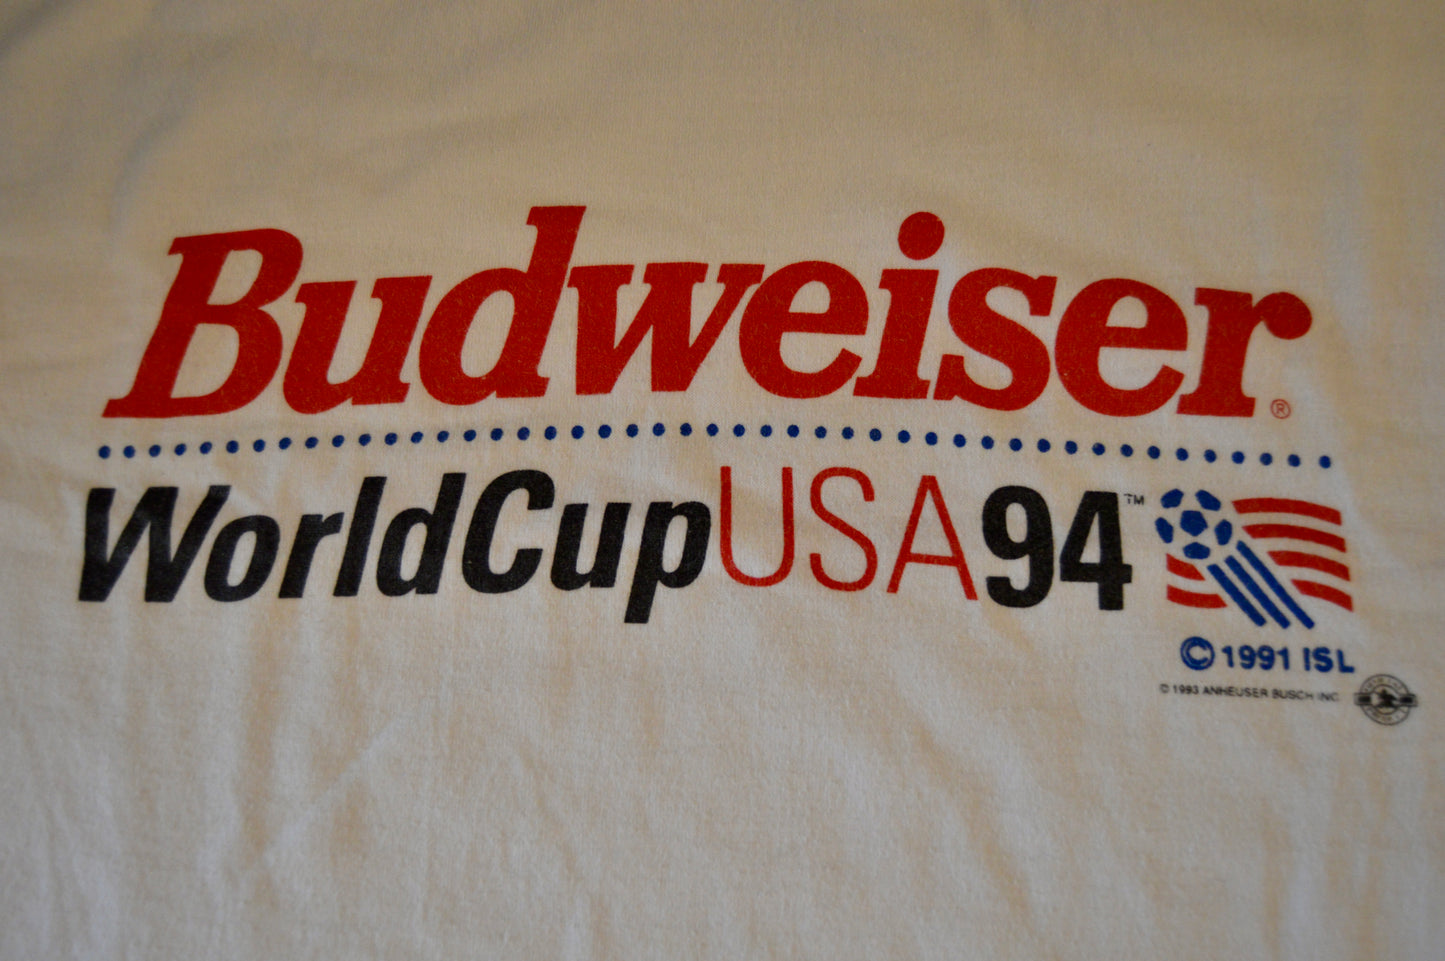 Budweiser®
WorldCupUSA94™
© 1991 ISL
© 1993 ANHEUSER BUSCH INC.